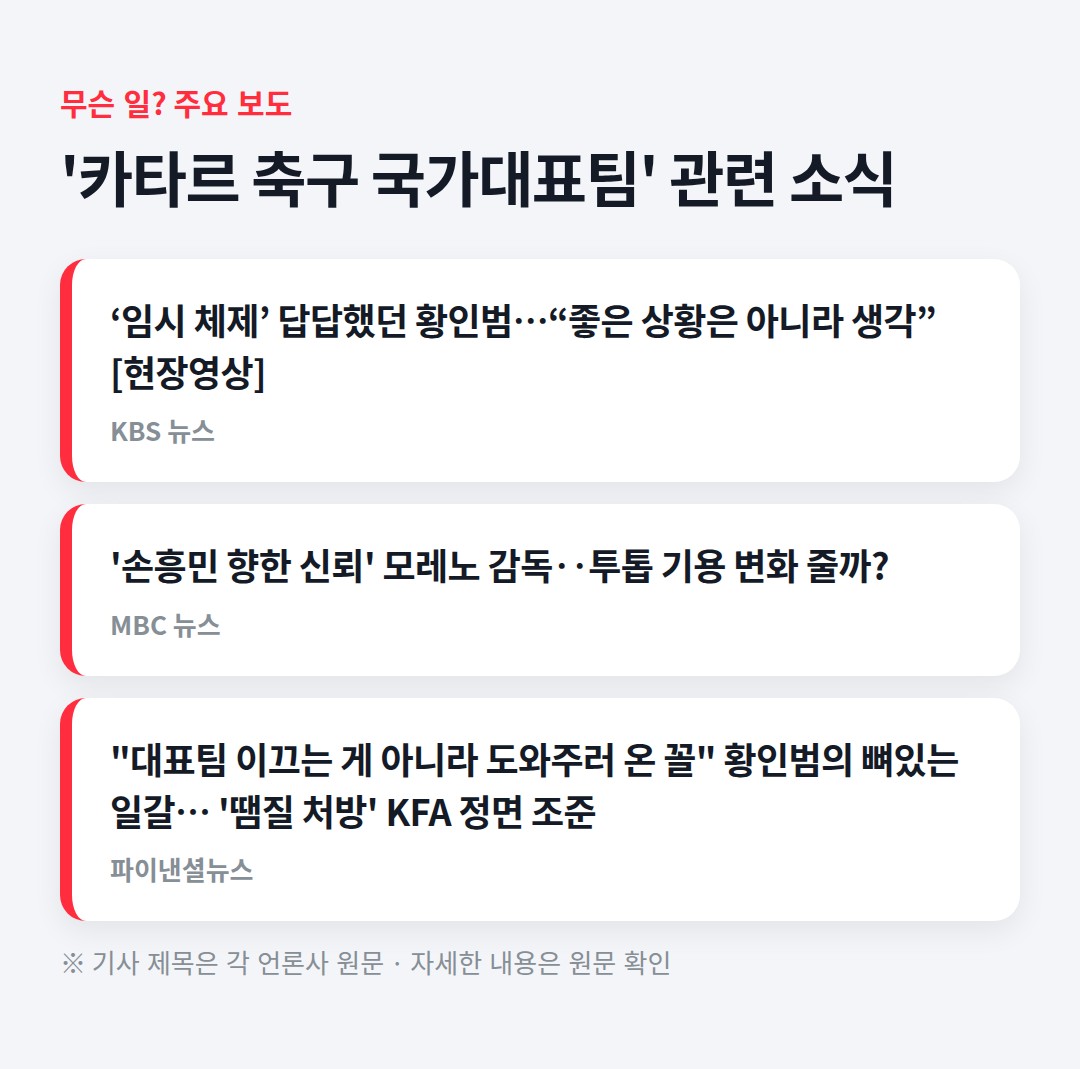 무슨 일? 주요 보도
'카타르 축구 국가대표팀' 관련 소식
‘임시 체제’ 답답했던 황인범…“좋은 상황은 아니라 생각”
[현장영상]
KBS 뉴스
'손흥민 향한 신뢰' 모레노 감독‥투톱 기용 변화 줄까?
MBC 뉴스
"대표팀 이끄는 게 아니라 도와주러 온 꼴" 황인범의 뼈있는
일갈… '땜질 처방' KFA 정면 조준
파이낸셜뉴스
※ 기사 제목은 각 언론사 원문 · 자세한 내용은 원문 확인